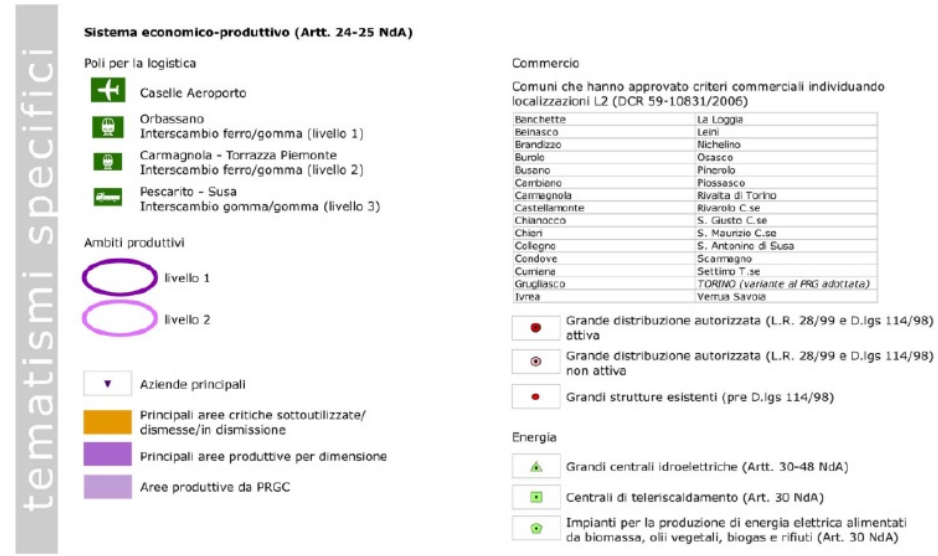 tematismi specifici
Sistema economico-produttivo (Artt. 24-25 NdA)
Poli per la logistica
Caselle Aeroporto
Orbassano
Interscambio ferro/gomma (livello 1)
Carmagnola - Torrazza Piemonte
Interscambio ferro/gomma (livello 2)
Pescarito - Susa
Interscambio gomma/gomma (livello 3)
Ambiti produttivi
livello 1
livello 2
Aziende principali
Principali aree critiche sottoutilizzate/
dismesse/in dismissione
Principali aree produttive per dimensione
Aree produttive da PRGC
Commercio
Comuni che hanno approvato criteri commerciali individuando
localizzazioni L2 (DCR 59-10831/2006)
Banchette La Loggia
Beinasco Leini
Brandizzo Nichelino
Burolo Osasco
Busano Pinerolo
Cambiano Piossasco
Carmagnola Rivalta di Torino
Castellamonte Rivarolo C.se
Chianocco S. Giusto C.se
Chieri S. Maurizio C.se
Collegno S. Antonino di Susa
Condove Scarmagno
Cumiana Settimo T.se
Grugliasco TORINO (variante al PRG adottata)
Ivrea Verrua Savoia
Grande distribuzione autorizzata (L.R. 28/99 e D.lgs 114/98)
attiva
Grande distribuzione autorizzata (L.R. 28/99 e D.lgs 114/98)
non attiva
Grandi strutture esistenti (pre D.lgs 114/98)
Energia
Grandi centrali idroelettriche (Artt. 30-48 NdA)
Centrali di teleriscaldamento (Art. 30 NdA)
Impianti per la produzione di energia elettrica alimentati
da biomassa, olii vegetali, biogas e rifiuti (Art. 30 NdA)